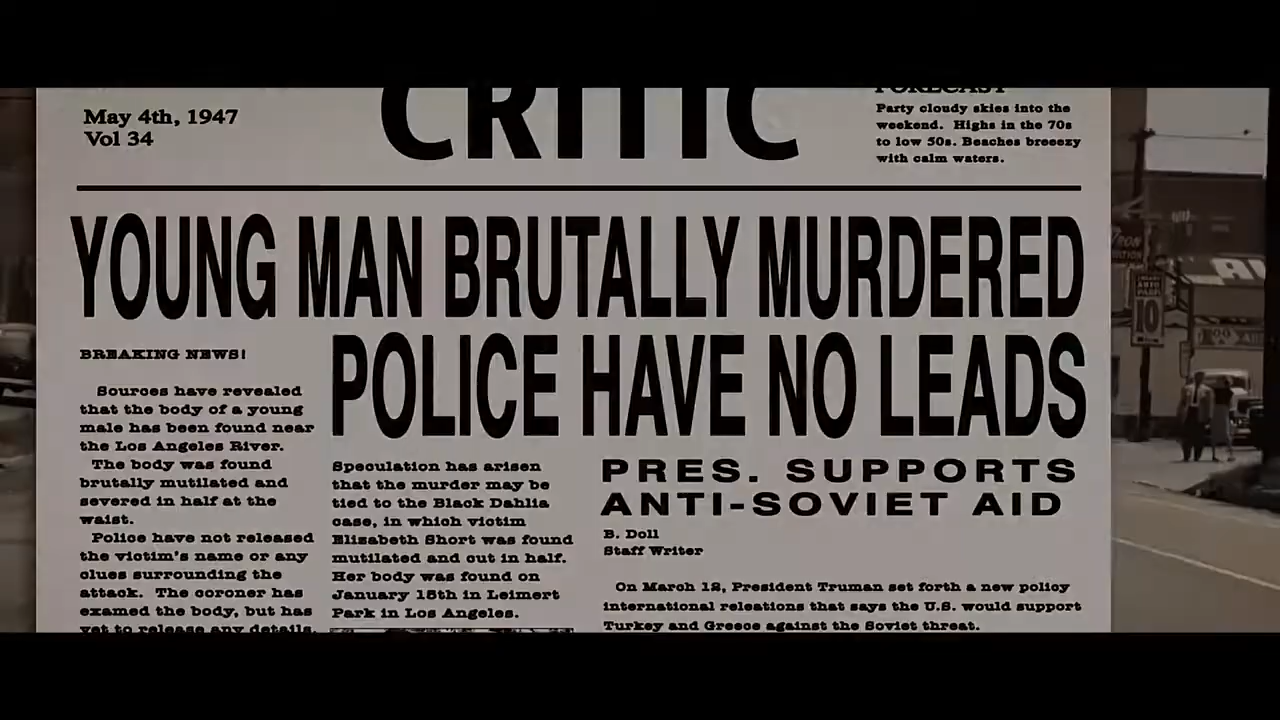 May 4th, 1947
Vol 34
CRITIC
FORECAST
Party cloudy skies into the
weekend. Highs in the 70s
to low 50s. Beaches breeezy
with calm waters.
YOUNG MAN BRUTALLY MURDERED
POLICE HAVE NO LEADS
BREAKING NEWS!
Sources have revealed
that the body of a young
male has been found near
the Los Angeles River.
The body was found
brutally mutilated and
severed in half at the
waist.
Police have not released
the victim's name or any
clues surrounding the
attack. The coroner has
examed the body, but has
yet to release any details.
Speculation has arisen
that the murder may be
tied to the Black Dahlia
case, in which victim
Elizabeth Short was found
mutilated and cut in half.
Her body was found on
January 15th in Leimert
Park in Los Angeles.
PRES. SUPPORTS
ANTI-SOVIET AID
B. Doll
Staff Writer
On March 12, President Truman set forth a new policy
international releations that says the U.S. would support
Turkey and Greece against the Soviet threat.
AUTO
10